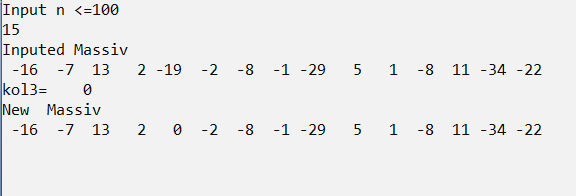 Input n <=100
15
Inputed Massiv
-16 -7 13 2 -19 -2 -8 -1 -29 5 1 -8 11 -34 -22
kol3= 0
New Massiv
-16 -7 13 2 0 -2 -8 -1 -29 5 1 -8 11 -34 -22